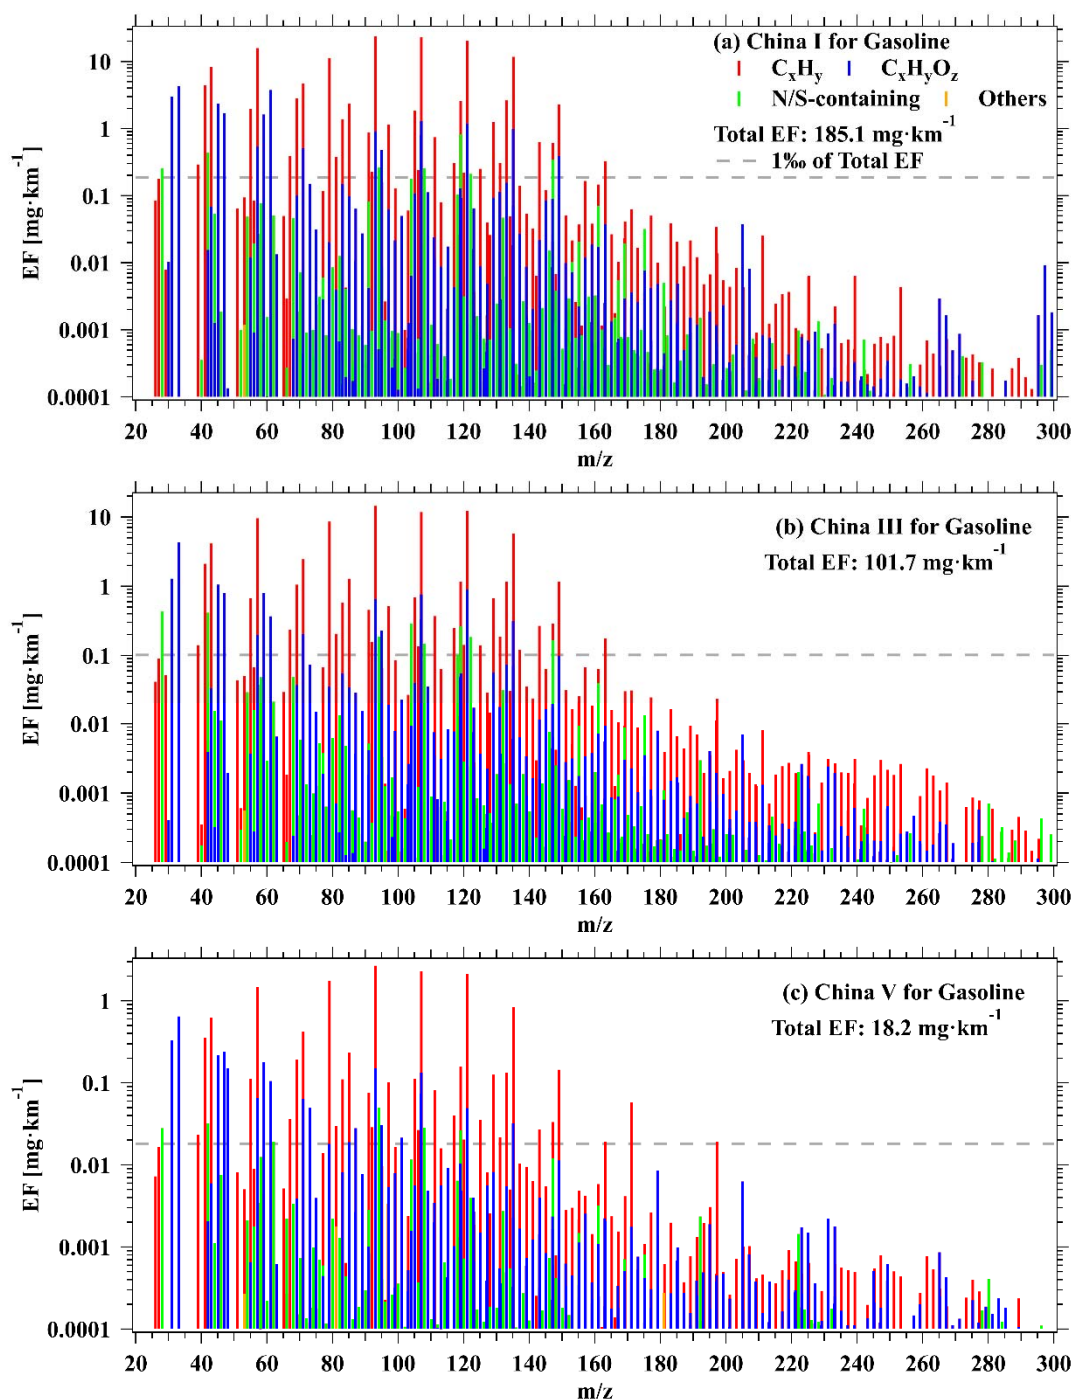 (a) China I for Gasoline
CxHy CxHyOz
N/S-containing Others
Total EF: 185.1 mg·km⁻¹
1‰ of Total EF
EF [mg·km⁻¹]
10
1
0.1
0.01
0.001
0.0001
20 40 60 80 100 120 140 160 180 200 220 240 260 280 300
m/z
(b) China III for Gasoline
Total EF: 101.7 mg·km⁻¹
EF [mg·km⁻¹]
10
1
0.1
0.01
0.001
0.0001
20 40 60 80 100 120 140 160 180 200 220 240 260 280 300
m/z
(c) China V for Gasoline
Total EF: 18.2 mg·km⁻¹
EF [mg·km⁻¹]
1
0.1
0.01
0.001
0.0001
20 40 60 80 100 120 140 160 180 200 220 240 260 280 300
m/z